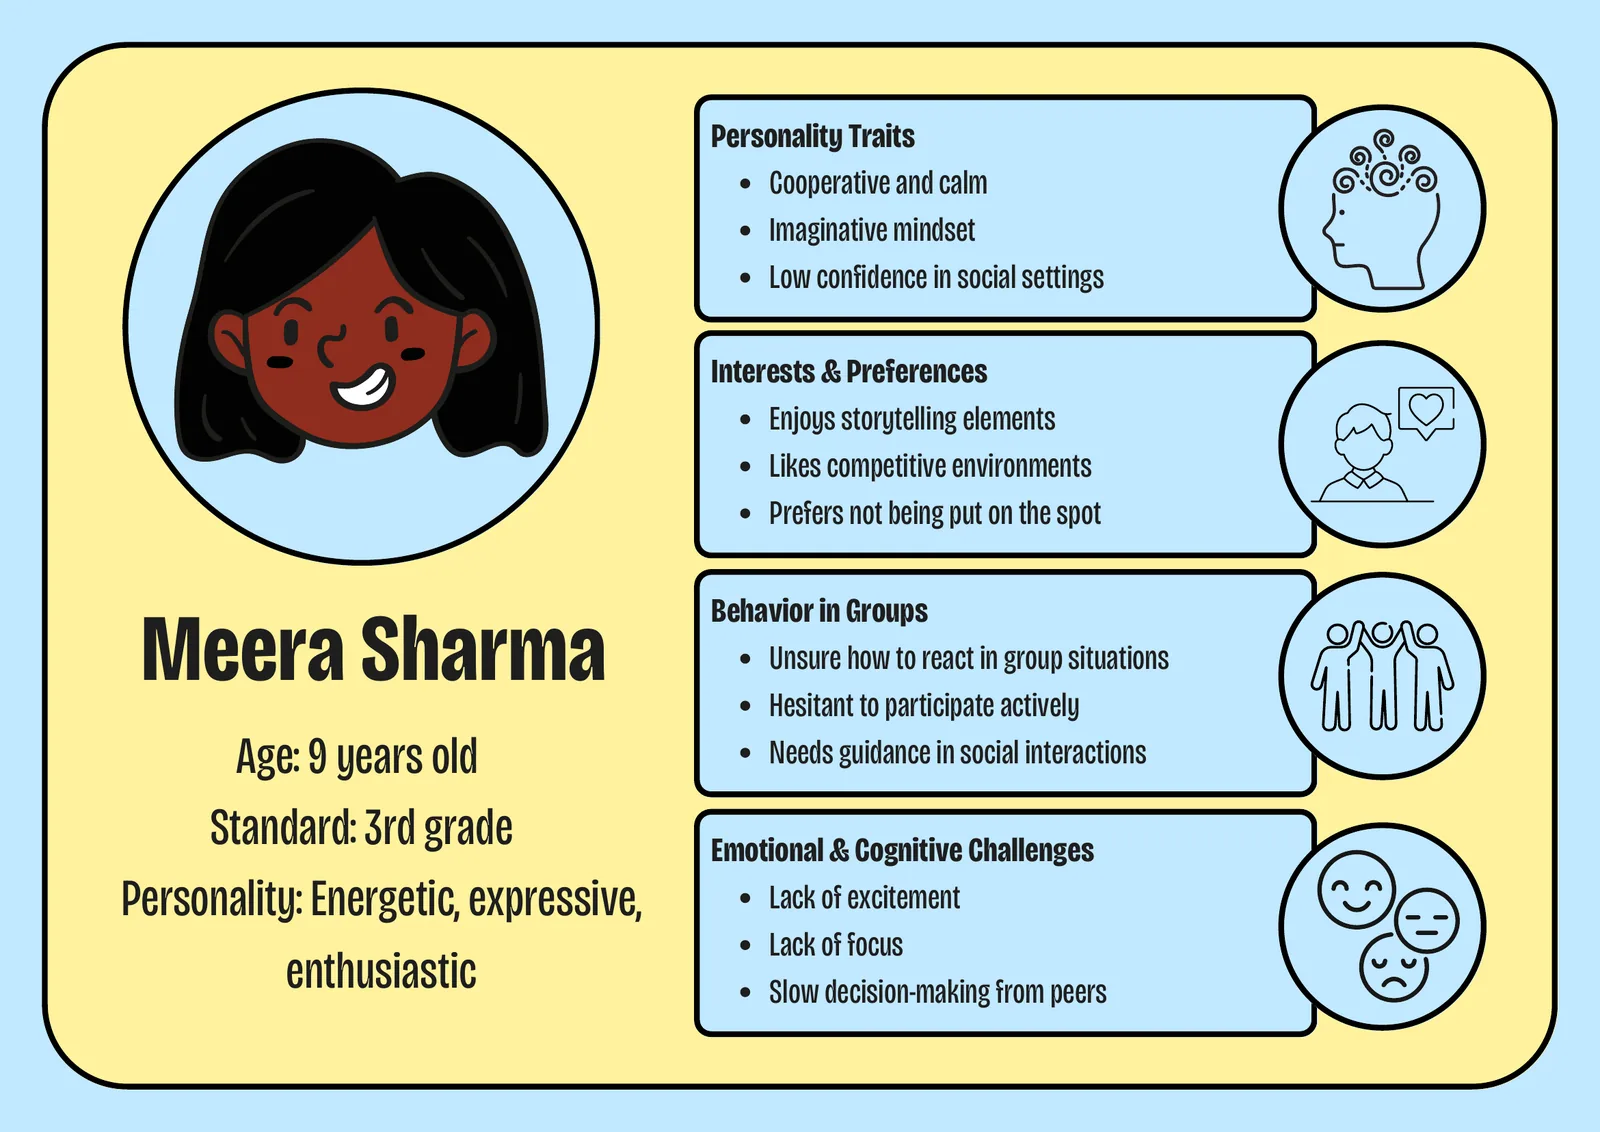 Meera Sharma
Age: 9 years old
Standard: 3rd grade
Personality: Energetic, expressive,
enthusiastic
Personality Traits
• Cooperative and calm
• Imaginative mindset
• Low confidence in social settings
Interests & Preferences
• Enjoys storytelling elements
• Likes competitive environments
• Prefers not being put on the spot
Behavior in Groups
• Unsure how to react in group situations
• Hesitant to participate actively
• Needs guidance in social interactions
Emotional & Cognitive Challenges
• Lack of excitement
• Lack of focus
• Slow decision-making from peers